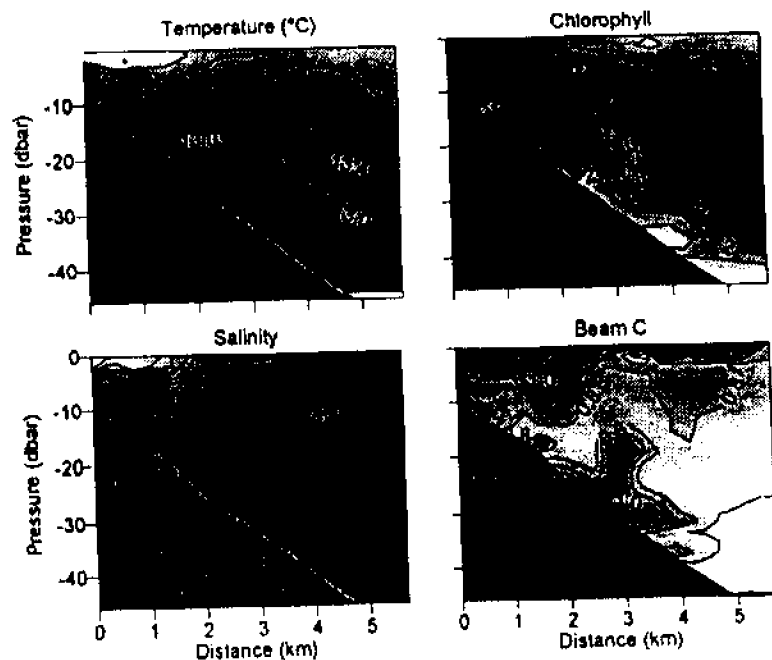 Temperature (°C)
Chlorophyll
Pressure (dbar)
-10
-20
-30
-40
Salinity
Beam C
Pressure (dbar)
0
-10
-20
-30
-40
0 1 2 3 4 5
Distance (km)
0 1 2 3 4 5
Distance (km)